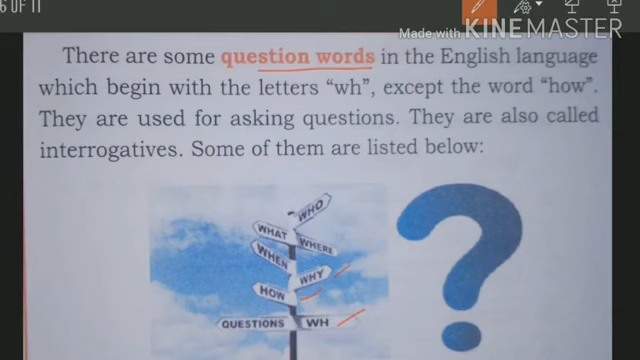 6 OF 11
Made with KINEMASTER
There are some question words in the English language
which begin with the letters “wh”, except the word “how”.
They are used for asking questions. They are also called
interrogatives. Some of them are listed below:
WHO
WHAT
WHERE
WHEN
WHY
HOW
QUESTIONS WH